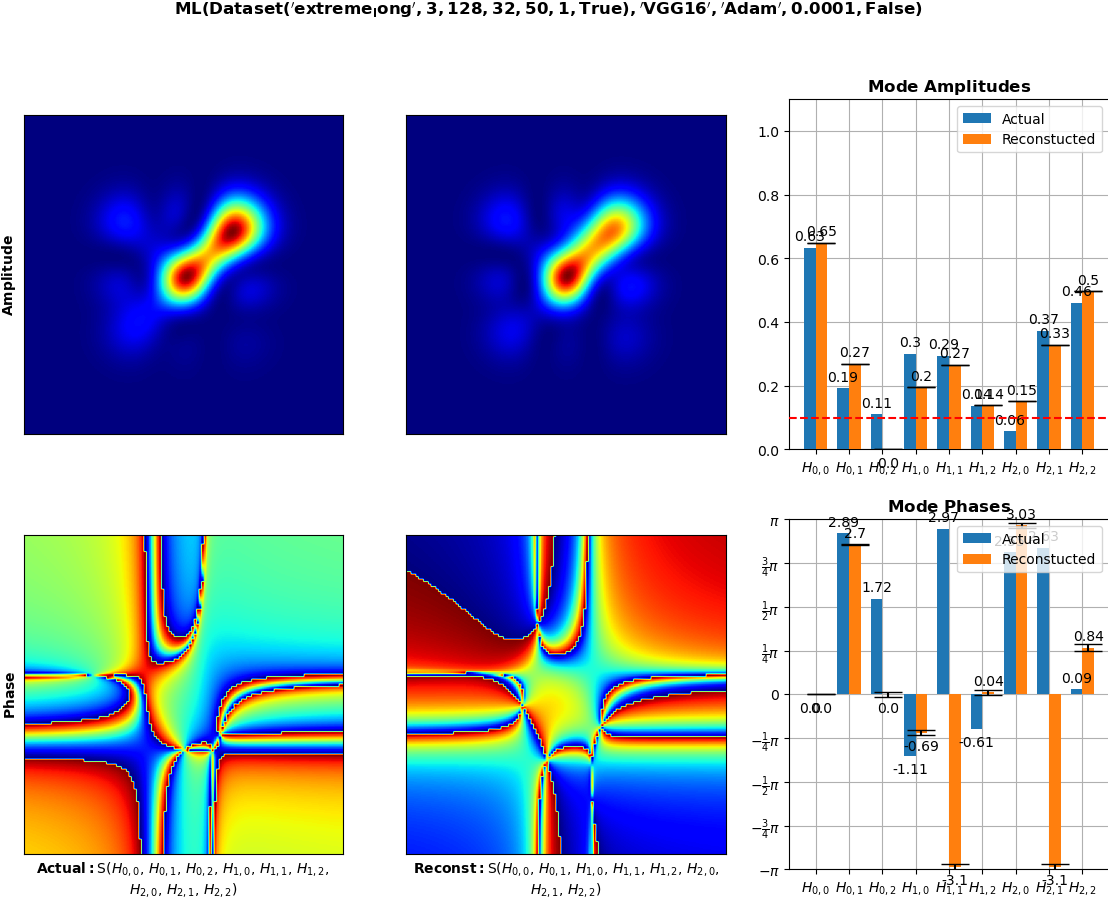 ML(Dataset('extreme_long', 3, 128, 32, 50, 1, True), 'VGG16', 'Adam', 0.0001, False)
Amplitude
Mode Amplitudes
Actual
Reconstucted
1.0
0.8
0.6
0.4
0.2
0.0
0.63
0.65
0.19
0.27
0.11
0.0
0.3
0.2
0.29
0.27
0.14
0.14
0.06
0.15
0.37
0.33
0.46
0.5
H0,0 H0,1 H0,2 H1,0 H1,1 H1,2 H2,0 H2,1 H2,2
Phase
Mode Phases
Actual
Reconstucted
π
3/4π
1/2π
1/4π
0
−1/4π
−1/2π
−3/4π
−π
0.0
0.0
2.89
2.7
1.72
0.0
-1.11
-0.69
2.97
-3.1
-0.61
0.04
3.03
-3.1
0.09
0.84
H0,0 H0,1 H0,2 H1,0 H1,1 H1,2 H2,0 H2,1 H2,2
Actual: S(H0,0, H0,1, H0,2, H1,0, H1,1, H1,2,
H2,0, H2,1, H2,2)
Reconst: S(H0,0, H0,1, H1,0, H1,1, H1,2, H2,0,
H2,1, H2,2)